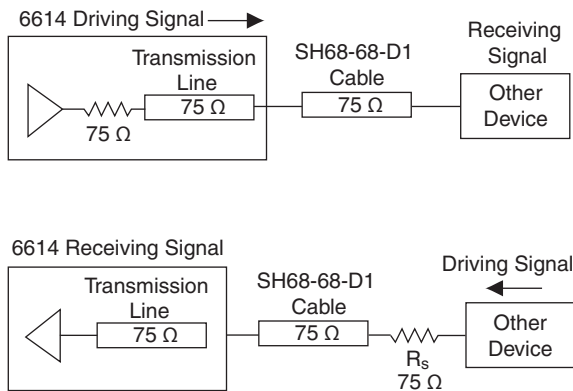 6614 Driving Signal
Transmission
Line
75 Ω
75 Ω
SH68-68-D1
Cable
75 Ω
Receiving
Signal
Other
Device
6614 Receiving Signal
Transmission
Line
75 Ω
SH68-68-D1
Cable
75 Ω
Rs
75 Ω
Driving Signal
Other
Device